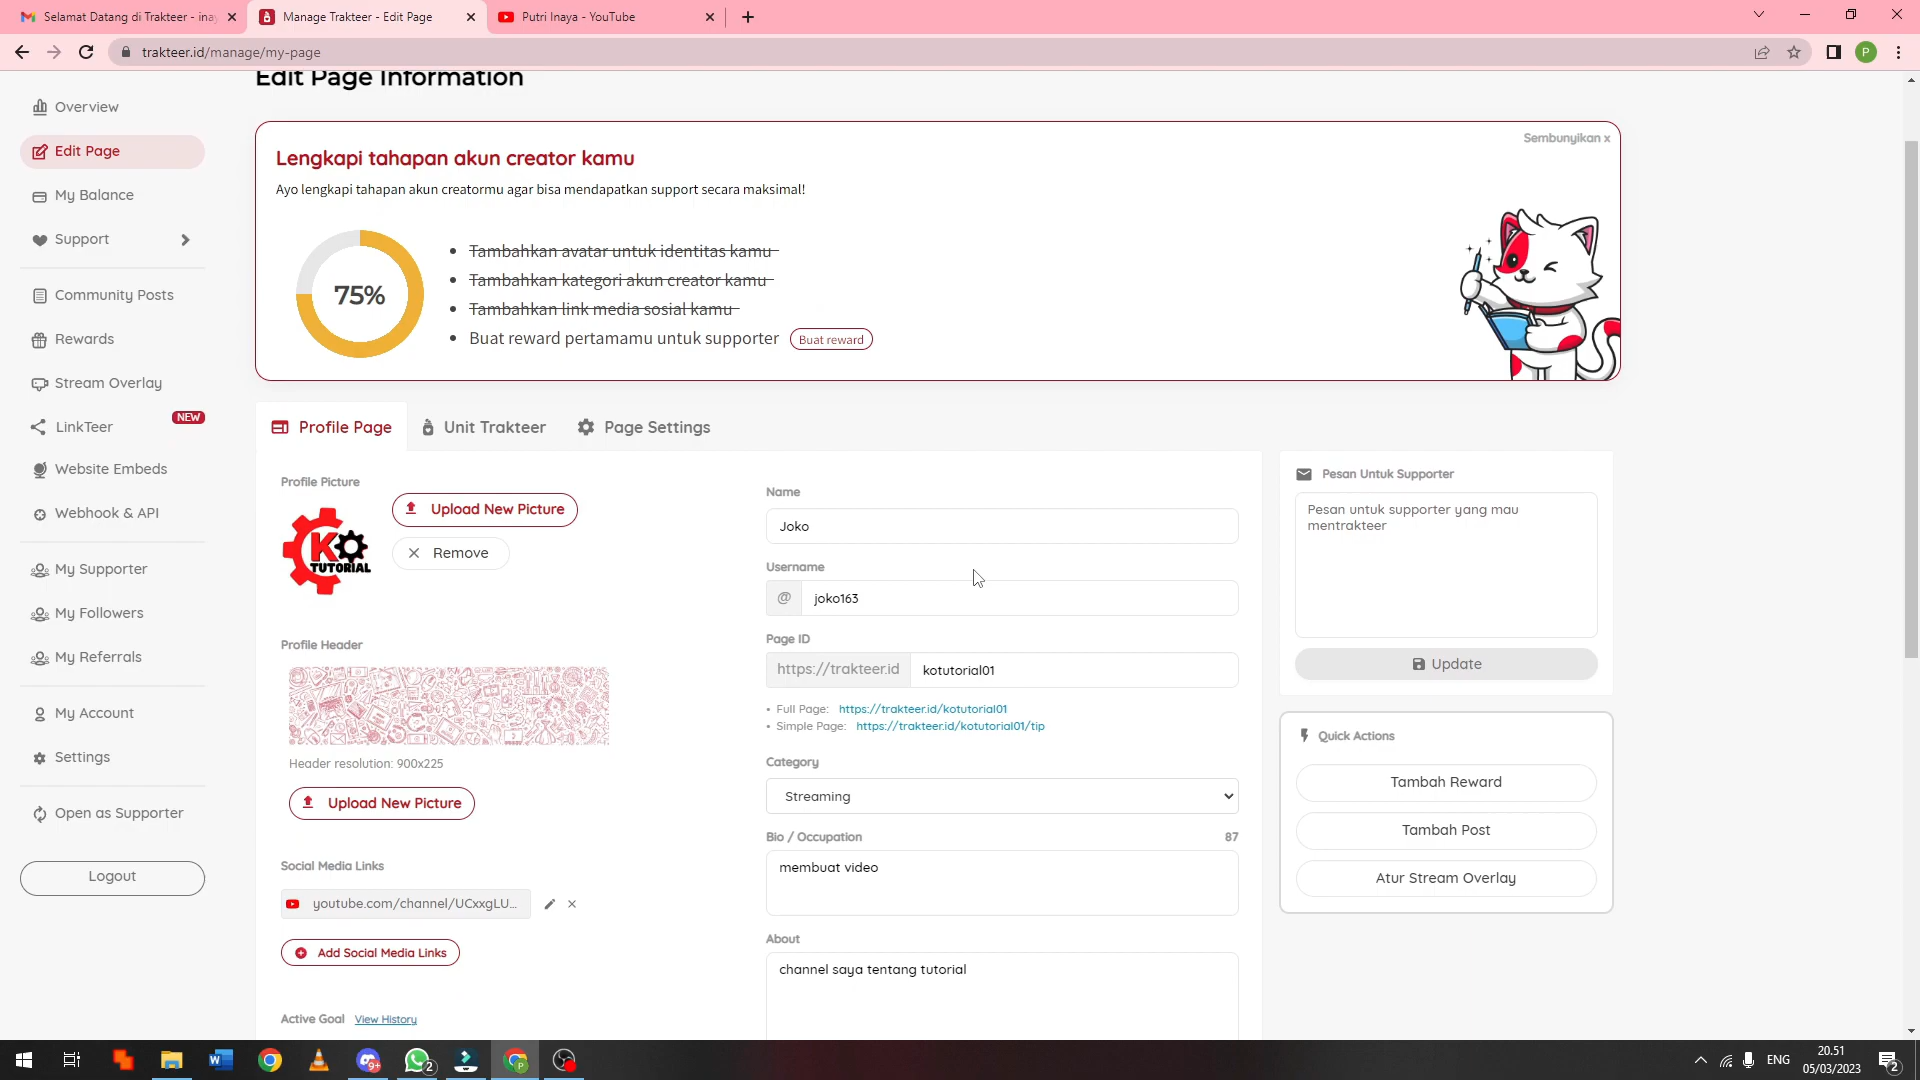 Selamat Datang di Trakteer - ina
Manage Trakteer - Edit Page
Putri Inaya - YouTube
trakteer.id/manage/my-page
P
Edit Page Information
Overview
Edit Page
My Balance
Support
Community Posts
Rewards
Stream Overlay
LinkTeer
NEW
Website Embeds
Webhook & API
My Supporter
My Followers
My Referrals
My Account
Settings
Open as Supporter
Logout
Sembunyikan x
Lengkapi tahapan akun creator kamu
Ayo lengkapi tahapan akun creatormu agar bisa mendapatkan support secara maksimal!
75%
• Tambahkan avatar untuk identitas kamu
• Tambahkan kategori akun creator kamu
• Tambahkan link media sosial kamu
• Buat reward pertamamu untuk supporter
Buat reward
Profile Page
Unit Trakteer
Page Settings
Profile Picture
KO
TUTORIAL
Upload New Picture
Remove
Profile Header
Header resolution: 900x225
Upload New Picture
Social Media Links
youtube.com/channel/UCxxgLU...
Add Social Media Links
Active Goal
View History
Name
Joko
Username
@ joko163
Page ID
https://trakteer.id kotutorial01
• Full Page: https://trakteer.id/kotutorial01
• Simple Page: https://trakteer.id/kotutorial01/tip
Category
Streaming
Bio / Occupation
87
membuat video
About
channel saya tentang tutorial
Pesan Untuk Supporter
Pesan untuk supporter yang mau
mentrakteer
Update
Quick Actions
Tambah Reward
Tambah Post
Atur Stream Overlay
9+
P
2
ENG
20.51
05/03/2023
2